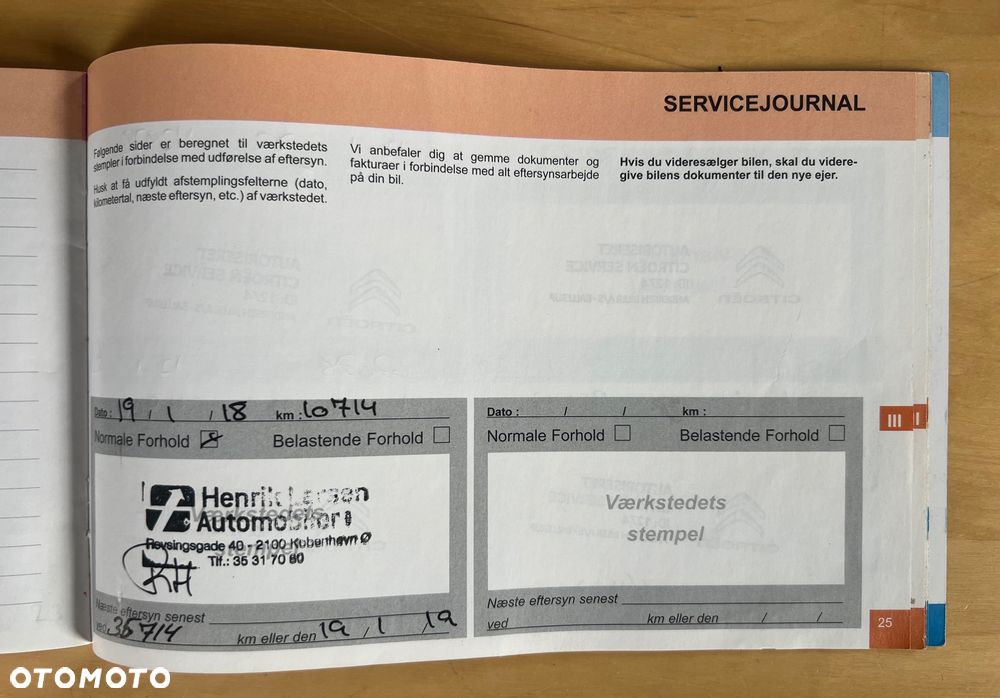 SERVICEJOURNAL
Følgende sider er beregnet til værkstedets
stempler i forbindelse med udførelse af eftersyn.
Husk at få udfyldt afstemplingsfelterne (dato,
kilometertal, næste eftersyn, etc.) af værkstedet.
Vi anbefaler dig at gemme dokumenter og
fakturaer i forbindelse med alt eftersynsarbejde
på din bil.
Hvis du videresælger bilen, skal du videre-
give bilens dokumenter til den nye ejer.
Dato : 19 / 1 / 18 km : 10714
Normale Forhold Belastende Forhold
Henrik Larsen
Automobiler
Værkstedets
stempel
Revsingsgade 40 - 2100 København Ø
Tlf.: 35 31 70 80
RH
Næste eftersyn senest
ved 35714 km eller den 19 / 1 / 19
Dato : / / km :
Normale Forhold Belastende Forhold
Værkstedets
stempel
Næste eftersyn senest
ved km eller den / /
III I
25
OTOMOTO